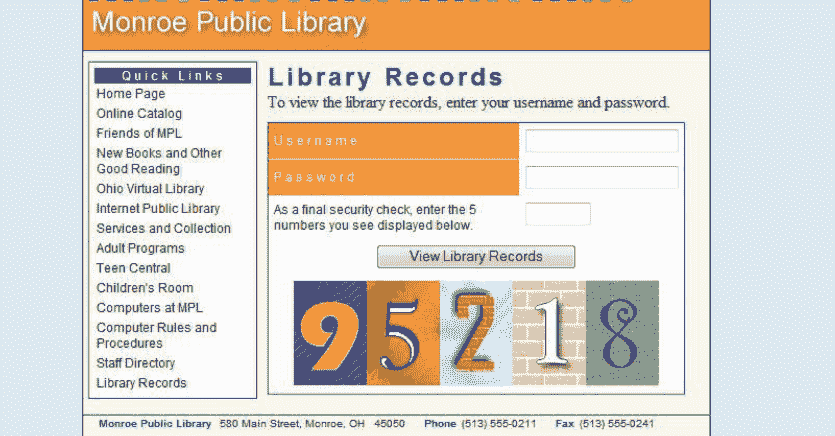 Monroe Public Library
Quick Links
Home Page
Online Catalog
Friends of MPL
New Books and Other
Good Reading
Ohio Virtual Library
Internet Public Library
Services and Collection
Adult Programs
Teen Central
Children's Room
Computers at MPL
Computer Rules and
Procedures
Staff Directory
Library Records
Library Records
To view the library records, enter your username and password.
Username
Password
As a final security check, enter the 5
numbers you see displayed below.
View Library Records
95218
Monroe Public Library 580 Main Street, Monroe, OH 45050 Phone (513) 555-0211 Fax (513) 555-0241